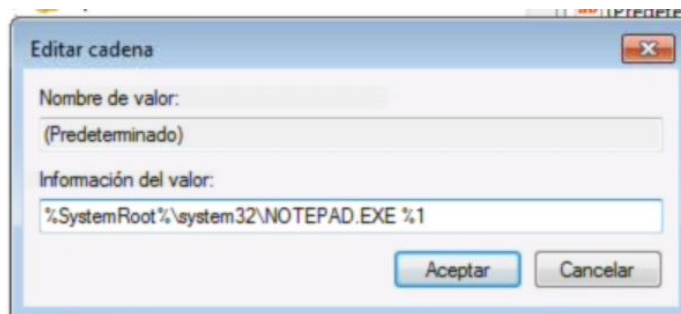 Editar cadena
Nombre de valor:
(Predeterminado)
Información del valor:
%SystemRoot%\system32\NOTEPAD.EXE %1
Aceptar
Cancelar